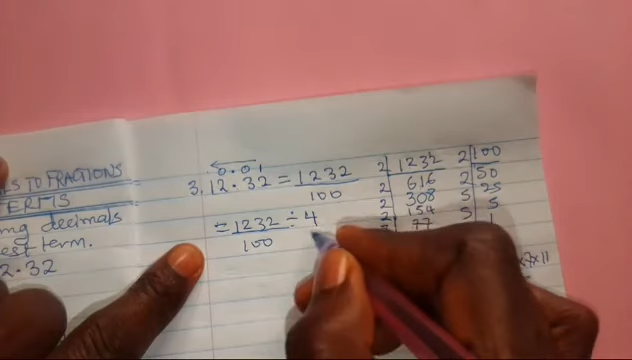 S TO FRACTIONS
ERMS
ng decimals
est term.
2.32
0.01
3. 12.32 = 1232
100
= 1232 ÷ 4
100
2 1232
2 616
2 308
2 154
77
2 100
2 50
5 25
5 5
1
x7x11